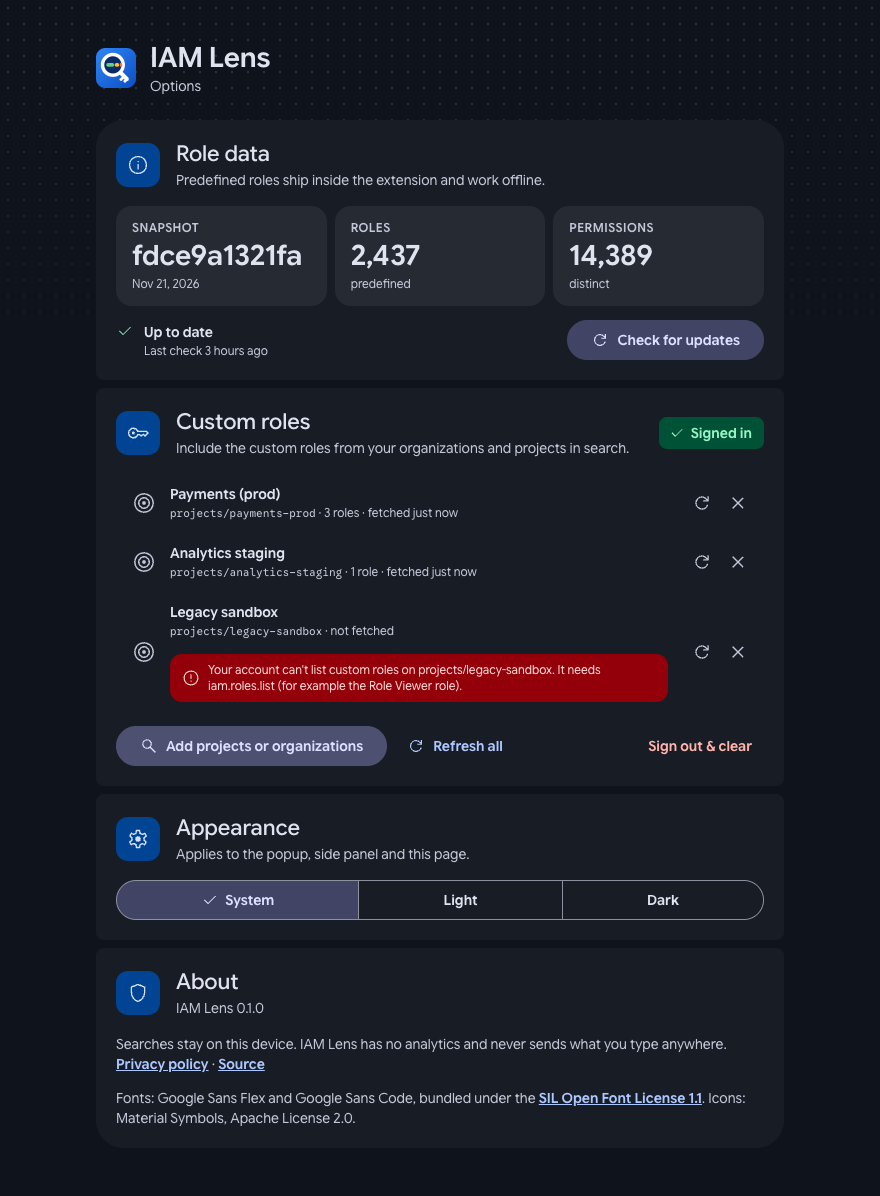 IAM Lens
Options
Role data
Predefined roles ship inside the extension and work offline.
SNAPSHOT
fdce9a1321fa
Nov 21, 2026
ROLES
2,437
predefined
PERMISSIONS
14,389
distinct
Up to date
Last check 3 hours ago
Check for updates
Custom roles
Include the custom roles from your organizations and projects in search.
Signed in
Payments (prod)
projects/payments-prod · 3 roles · fetched just now
Analytics staging
projects/analytics-staging · 1 role · fetched just now
Legacy sandbox
projects/legacy-sandbox · not fetched
Your account can't list custom roles on projects/legacy-sandbox. It needs
iam.roles.list (for example the Role Viewer role).
Add projects or organizations
Refresh all
Sign out & clear
Appearance
Applies to the popup, side panel and this page.
System
Light
Dark
About
IAM Lens 0.1.0
Searches stay on this device. IAM Lens has no analytics and never sends what you type anywhere.
Privacy policy · Source
Fonts: Google Sans Flex and Google Sans Code, bundled under the SIL Open Font License 1.1. Icons:
Material Symbols, Apache License 2.0.